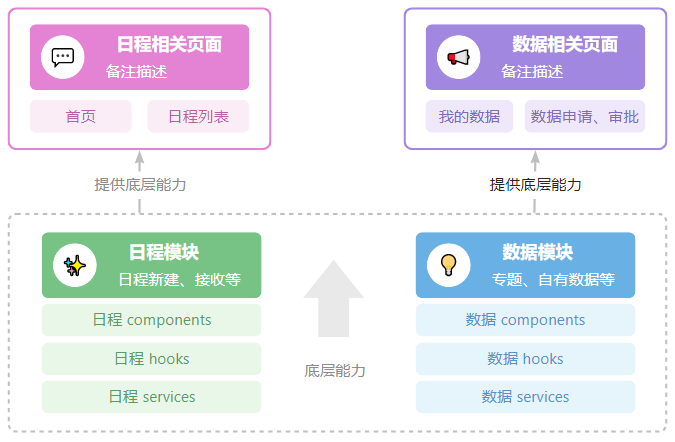 日程相关页面
备注描述
首页
日程列表
数据相关页面
备注描述
我的数据
数据申请、审批
提供底层能力
提供底层能力
日程模块
日程新建、接收等
日程 components
日程 hooks
日程 services
底层能力
数据模块
专题、自有数据等
数据 components
数据 hooks
数据 services